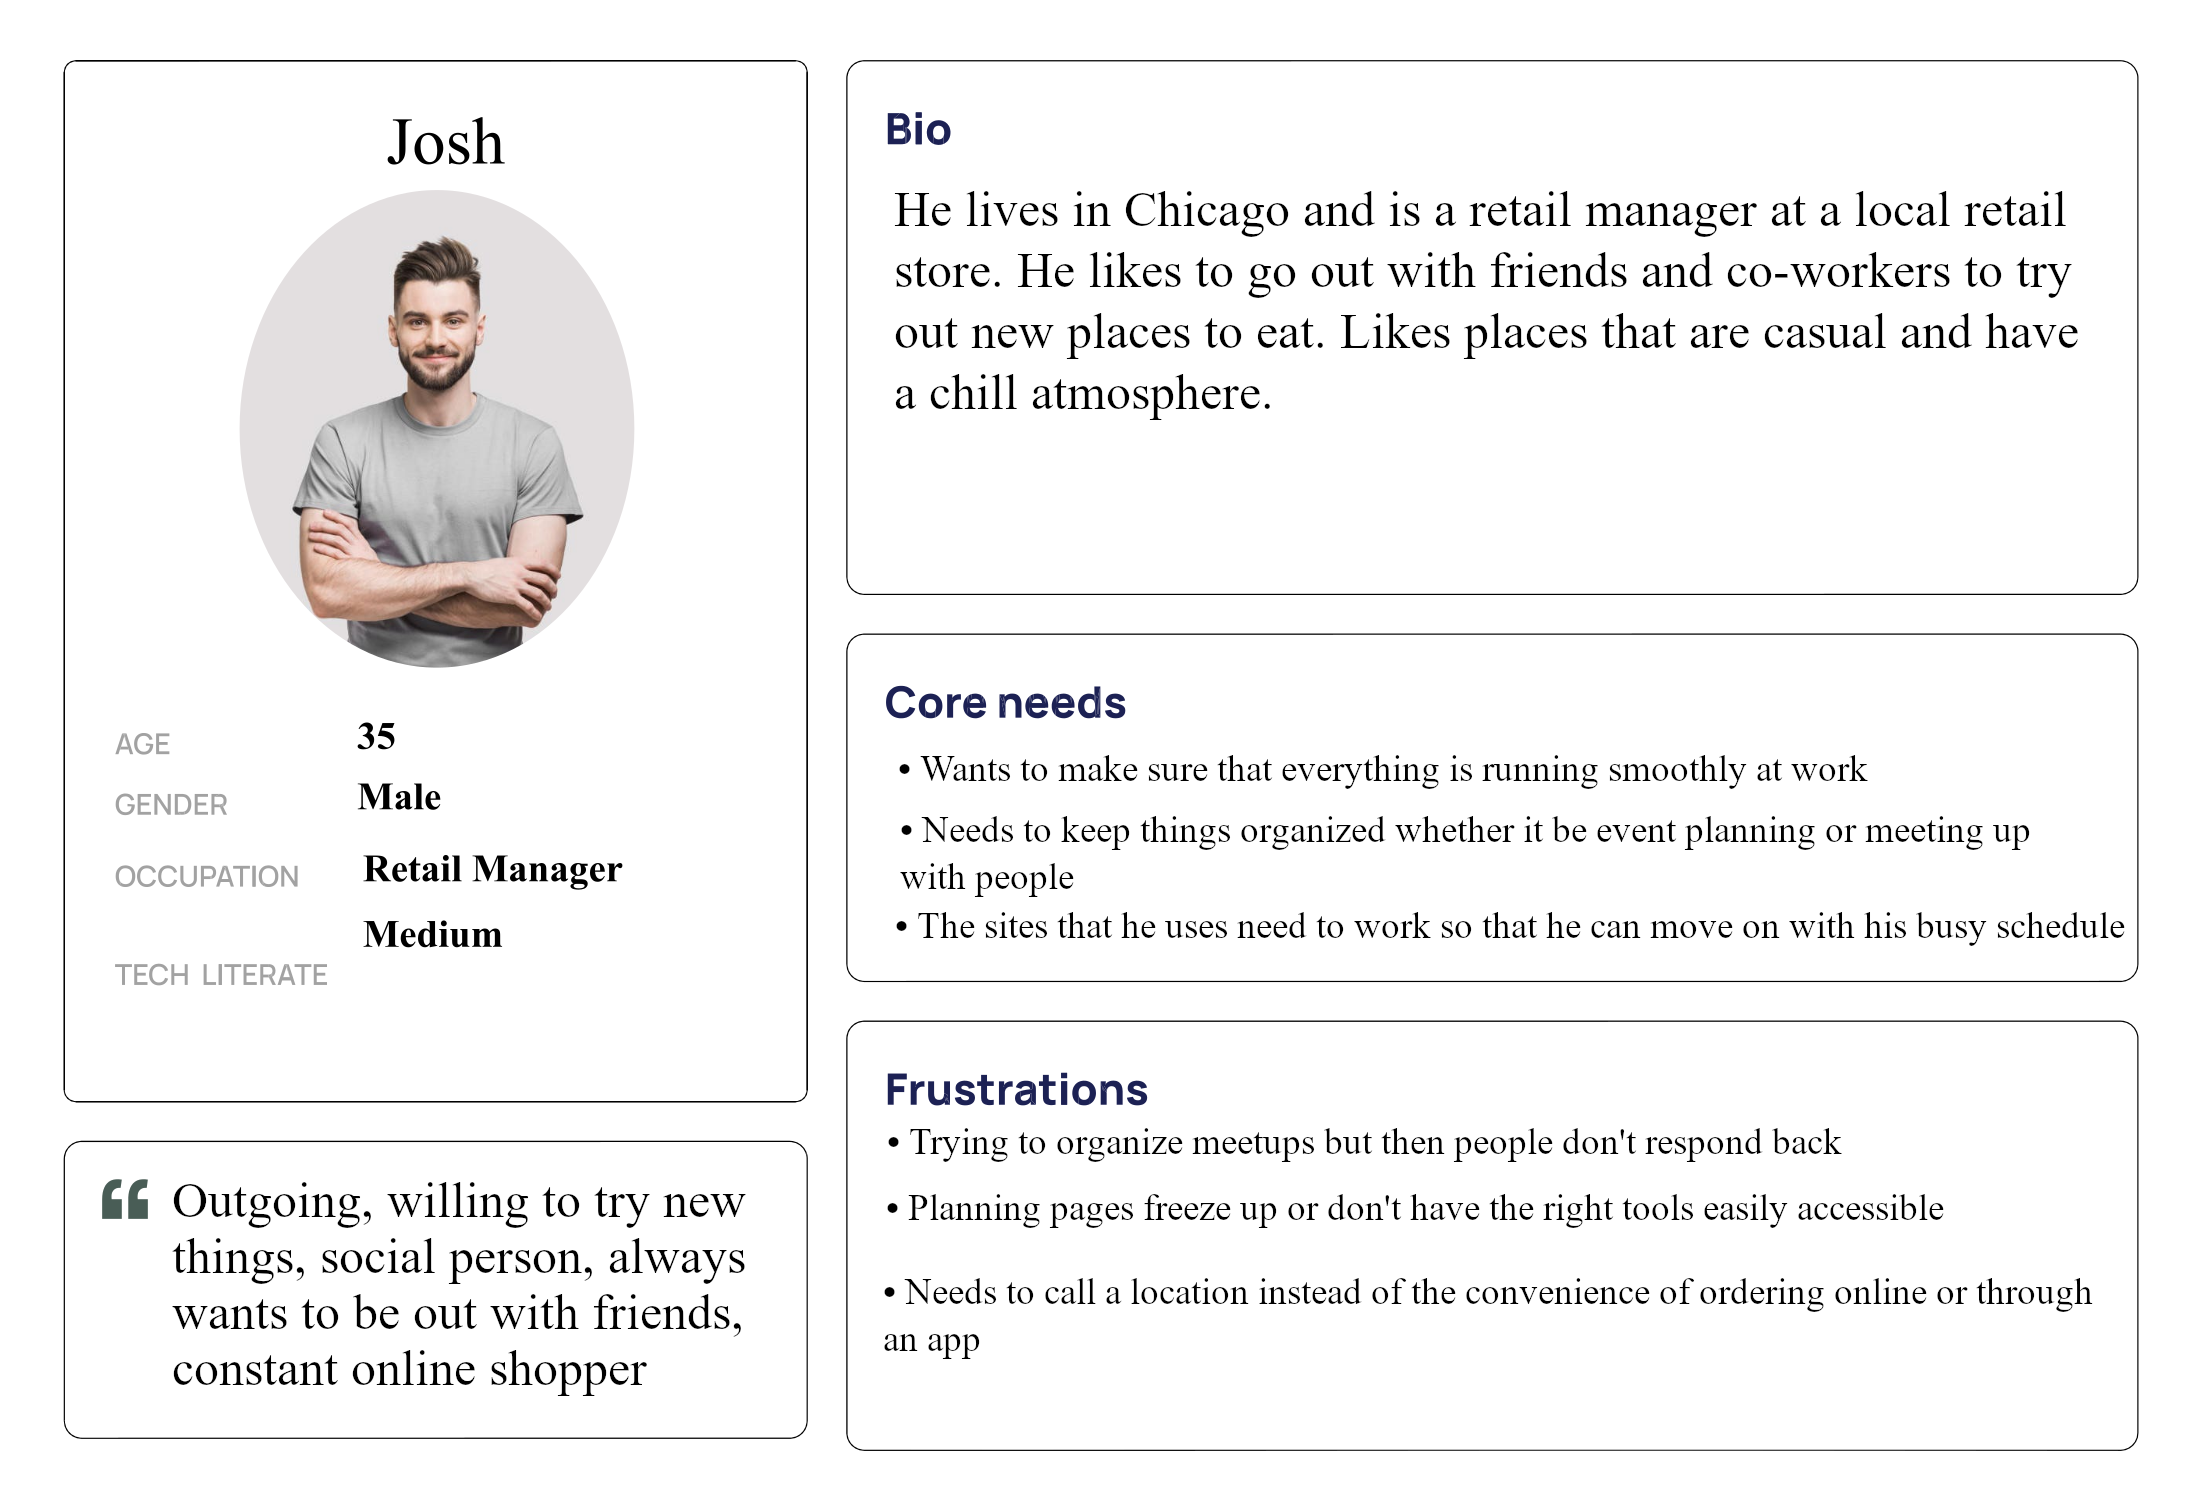 Josh
AGE 35
GENDER Male
OCCUPATION Retail Manager
Medium
TECH LITERATE
“ Outgoing, willing to try new
things, social person, always
wants to be out with friends,
constant online shopper
Bio
He lives in Chicago and is a retail manager at a local retail
store. He likes to go out with friends and co-workers to try
out new places to eat. Likes places that are casual and have
a chill atmosphere.
Core needs
• Wants to make sure that everything is running smoothly at work
• Needs to keep things organized whether it be event planning or meeting up
with people
• The sites that he uses need to work so that he can move on with his busy schedule
Frustrations
• Trying to organize meetups but then people don't respond back
• Planning pages freeze up or don't have the right tools easily accessible
• Needs to call a location instead of the convenience of ordering online or through
an app